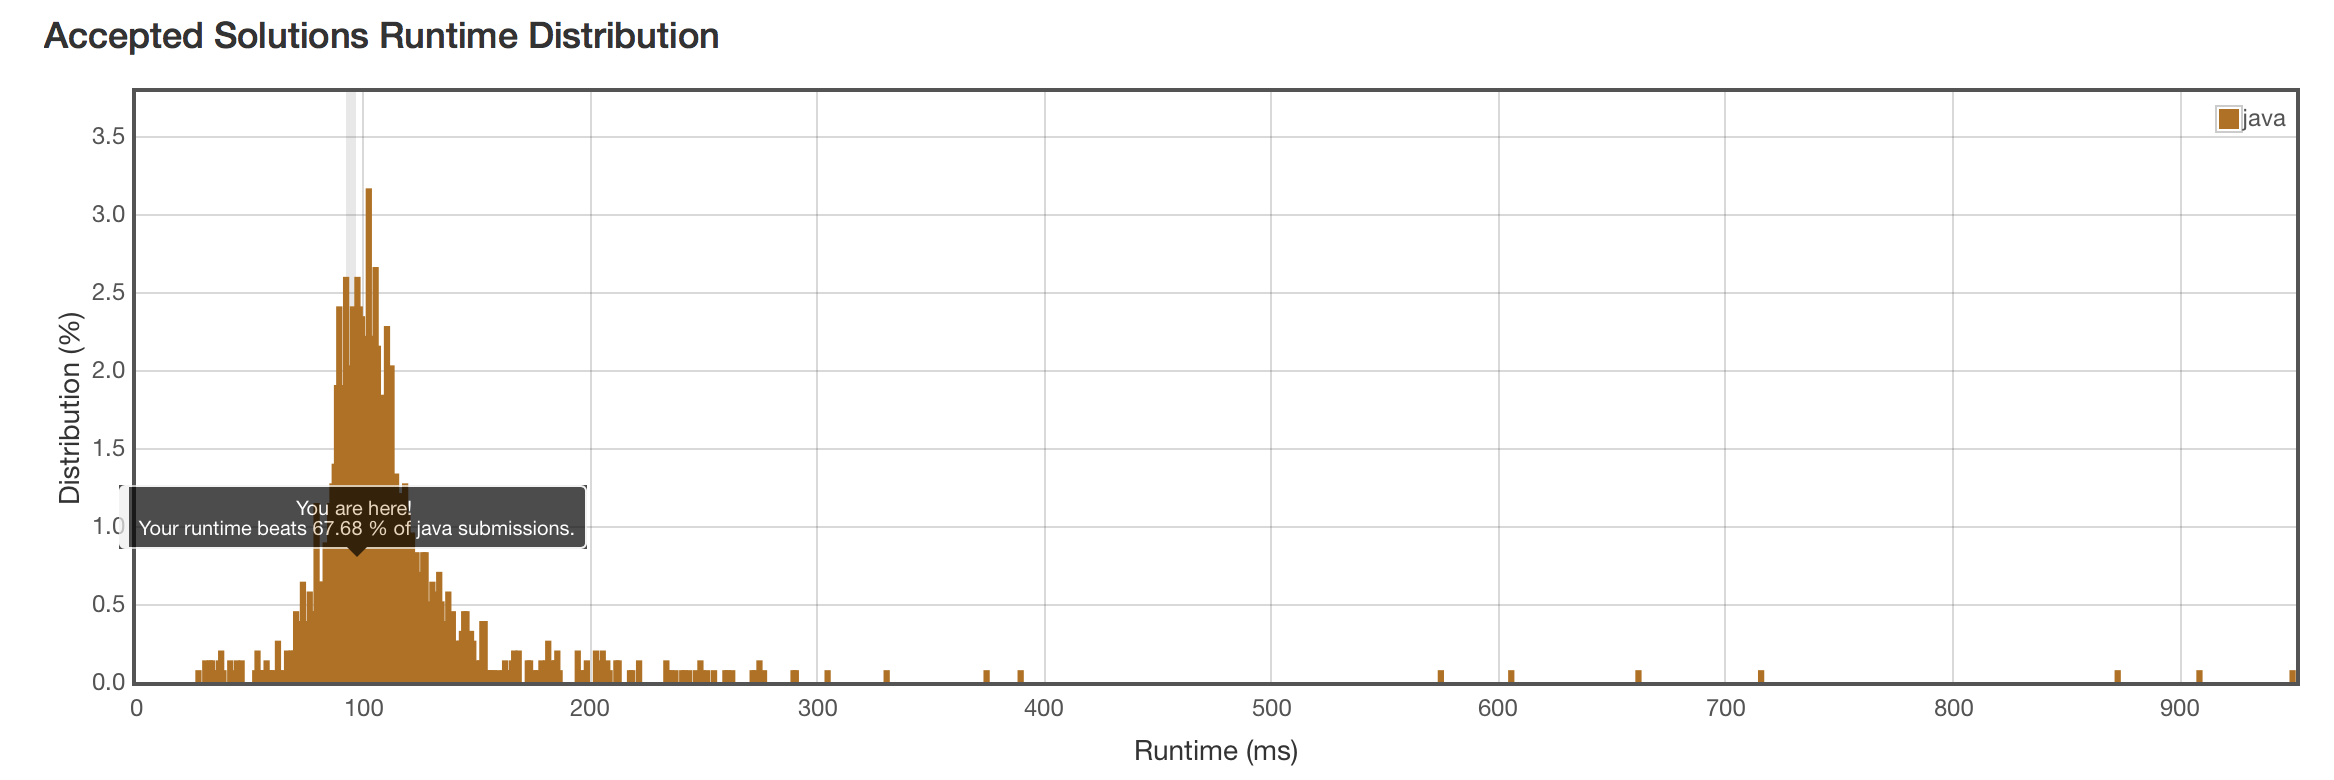 Accepted Solutions Runtime Distribution
java
3.5
3.0
2.5
2.0
1.5
1.0
0.5
0.0
Distribution (%)
You are here!
Your runtime beats 67.68 % of java submissions.
0 100 200 300 400 500 600 700 800 900
Runtime (ms)